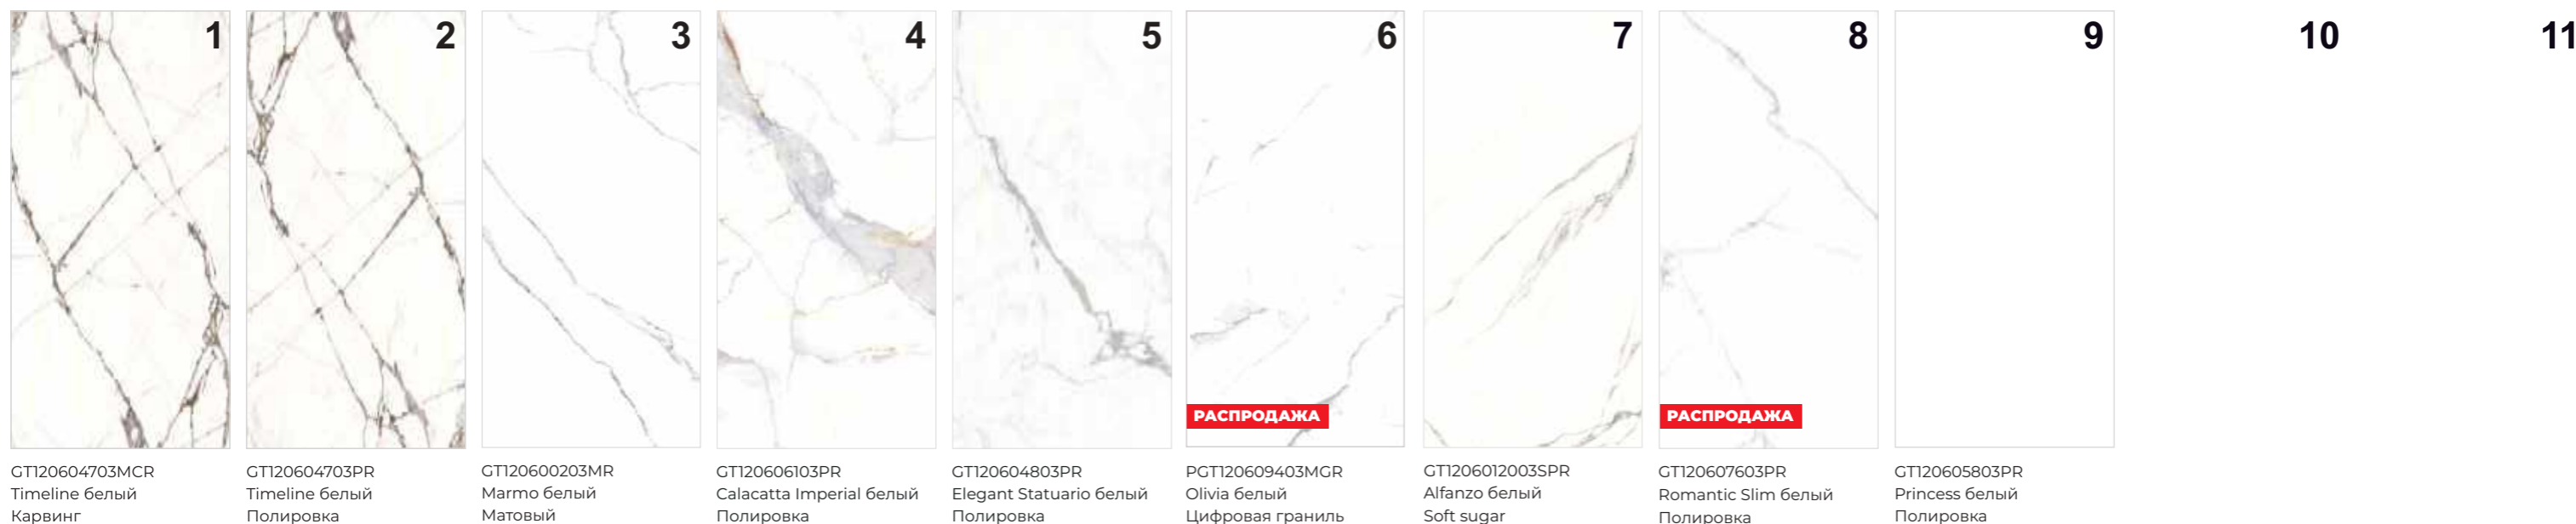 1
2
3
4
5
6
7
8
9
10
11
РАСПРОДАЖА
РАСПРОДАЖА
GT120604703MCR
Timeline белый
Карвинг
GT120604703PR
Timeline белый
Полировка
GT120600203MR
Marmo белый
Матовый
GT120606103PR
Calacatta Imperial белый
Полировка
GT120604803PR
Elegant Statuario белый
Полировка
PGT120609403MGR
Olivia белый
Цифровая граниль
GT1206012003SPR
Alfanzo белый
Soft sugar
GT120607603PR
Romantic Slim белый
Полировка
GT120605803PR
Princess белый
Полировка